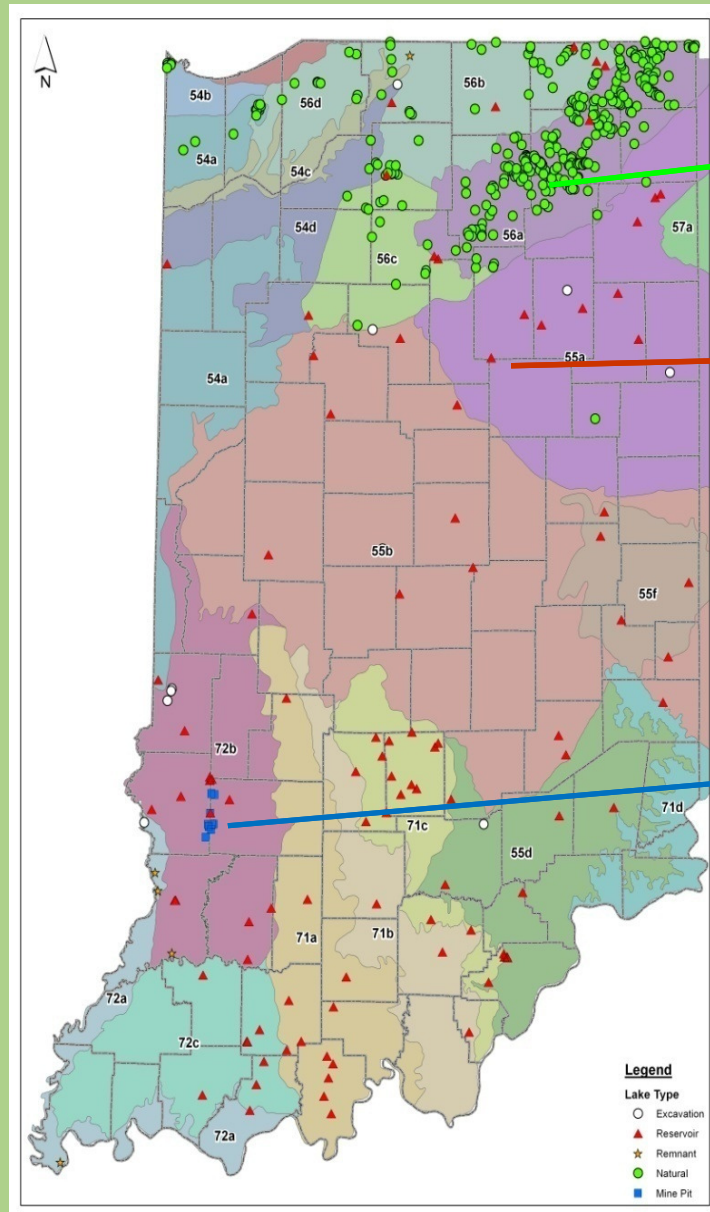 N
54b
56d
56b
54a
54c
54d
56a
57a
56c
55a
54a
55b
55f
72b
71d
71c
55d
71a
71b
72a
72c
72a
Legend
Lake Type
Excavation
Reservoir
Remnant
Natural
Mine Pit